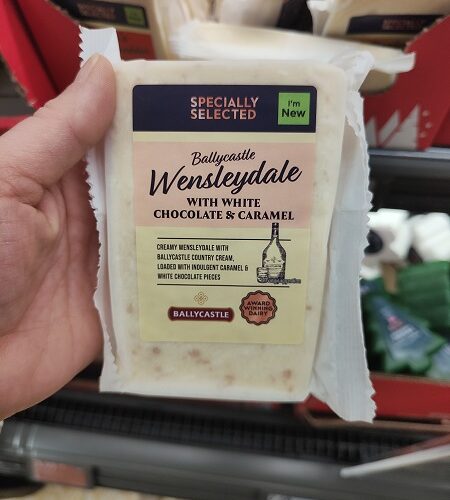 SPECIALLY
SELECTED
I'm
New
Ballycastle
Wensleydale
WITH WHITE
CHOCOLATE & CARAMEL
CREAMY WENSLEYDALE WITH
BALLYCASTLE COUNTRY CREAM,
LOADED WITH INDULGENT CARAMEL &
WHITE CHOCOLATE PIECES
BALLYCASTLE
AWARD
WINNING
DAIRY